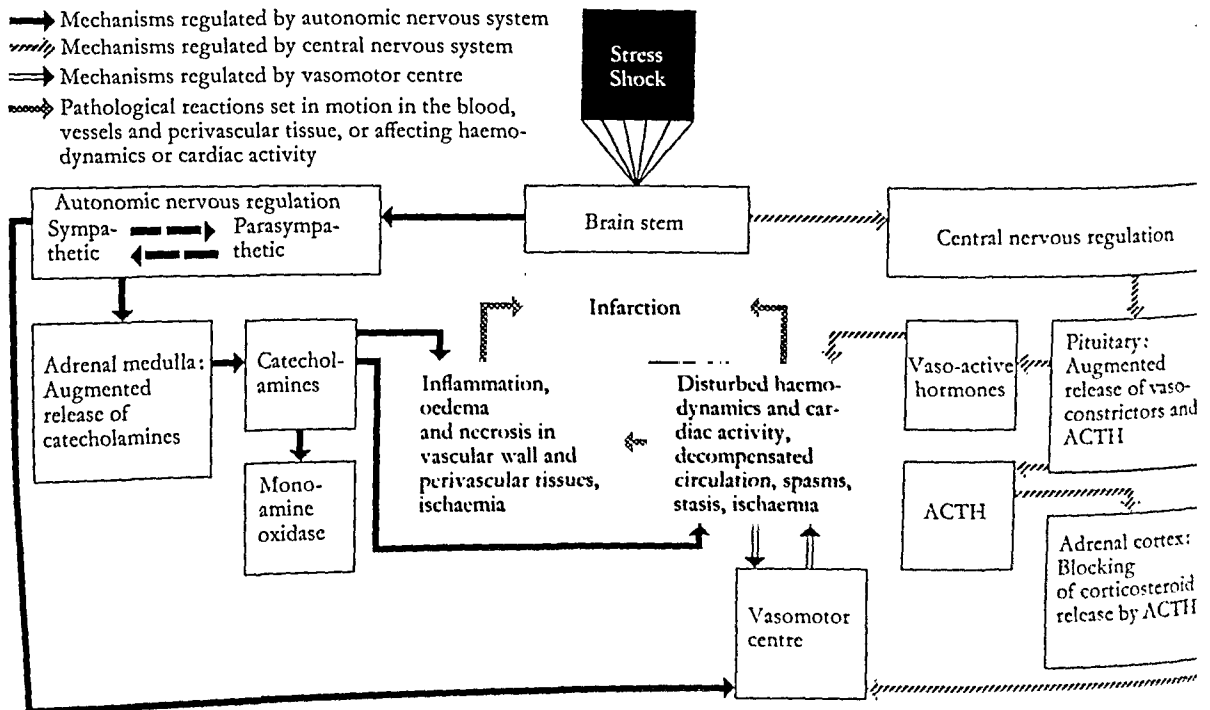 Mechanisms regulated by autonomic nervous system
Mechanisms regulated by central nervous system
Mechanisms regulated by vasomotor centre
Pathological reactions set in motion in the blood,
vessels and perivascular tissue, or affecting haemo-
dynamics or cardiac activity
Stress
Shock
Autonomic nervous regulation
Sympa-
thetic
Parasympa-
thetic
Brain stem
Central nervous regulation
Infarction
Adrenal medulla:
Augmented
release of
catecholamines
Catechol-
amines
Mono-
amine
oxidase
Inflammation,
oedema
and necrosis in
vascular wall and
perivascular tissues,
ischaemia
Disturbed haemo-
dynamics and car-
diac activity,
decompensated
circulation, spasms,
stasis, ischaemia
Vaso-active
hormones
Pituitary:
Augmented
release of vaso-
constrictors and
ACTH
ACTH
Adrenal cortex:
Blocking
of corticosteroid
release by ACTH
Vasomotor
centre